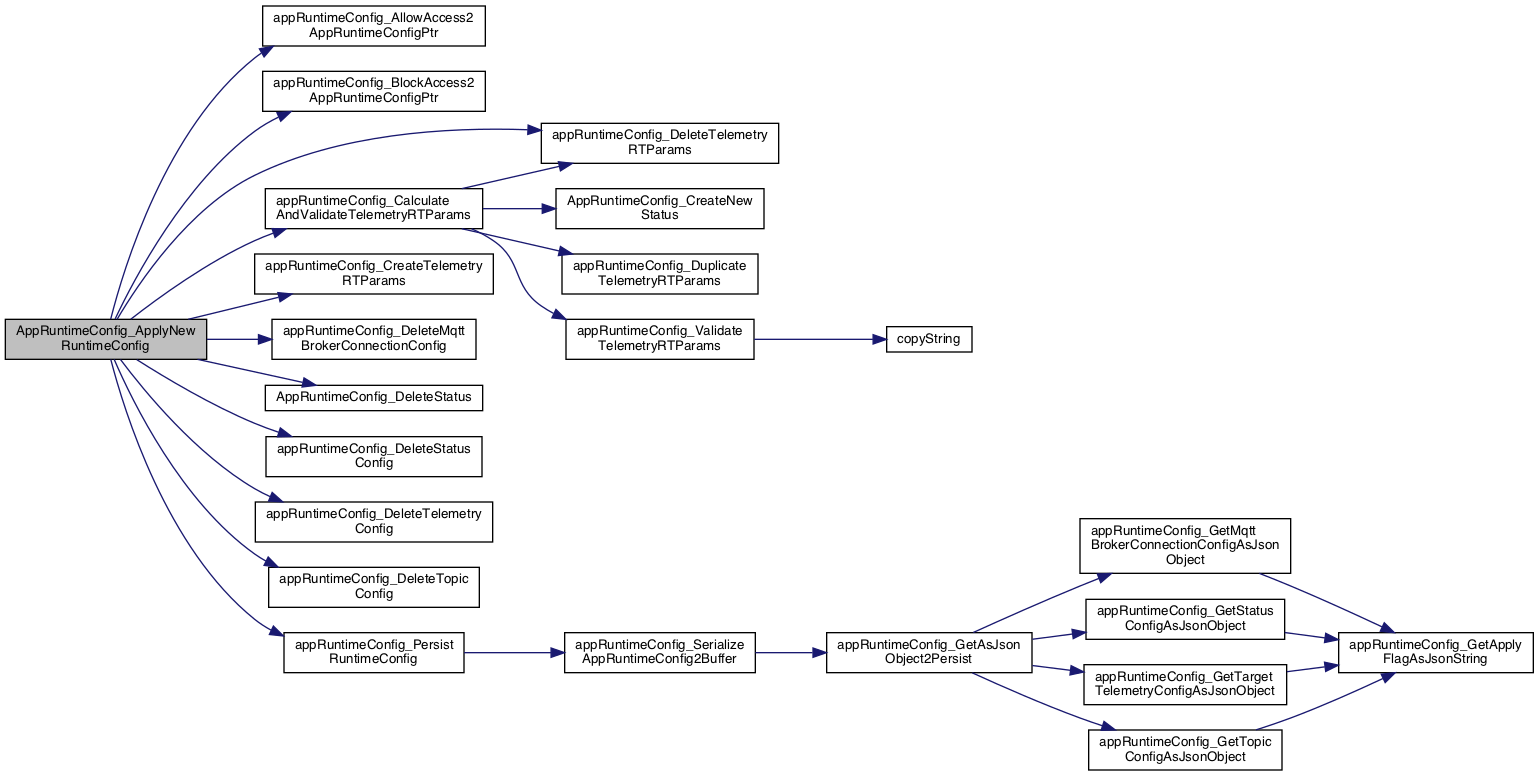 appRuntimeConfig_AllowAccess2
AppRuntimeConfigPtr
appRuntimeConfig_BlockAccess2
AppRuntimeConfigPtr
appRuntimeConfig_DeleteTelemetry
RTParams
appRuntimeConfig_Calculate
AndValidateTelemetryRTParams
AppRuntimeConfig_CreateNew
Status
appRuntimeConfig_CreateTelemetry
RTParams
appRuntimeConfig_Duplicate
TelemetryRTParams
AppRuntimeConfig_ApplyNew
RuntimeConfig
appRuntimeConfig_DeleteMqtt
BrokerConnectionConfig
appRuntimeConfig_Validate
TelemetryRTParams
copyString
AppRuntimeConfig_DeleteStatus
appRuntimeConfig_DeleteStatus
Config
appRuntimeConfig_DeleteTelemetry
Config
appRuntimeConfig_DeleteTopic
Config
appRuntimeConfig_Persist
RuntimeConfig
appRuntimeConfig_Serialize
AppRuntimeConfig2Buffer
appRuntimeConfig_GetAsJson
Object2Persist
appRuntimeConfig_GetMqtt
BrokerConnectionConfigAsJson
Object
appRuntimeConfig_GetStatus
ConfigAsJsonObject
appRuntimeConfig_GetTarget
TelemetryConfigAsJsonObject
appRuntimeConfig_GetTopic
ConfigAsJsonObject
appRuntimeConfig_GetApply
FlagAsJsonString